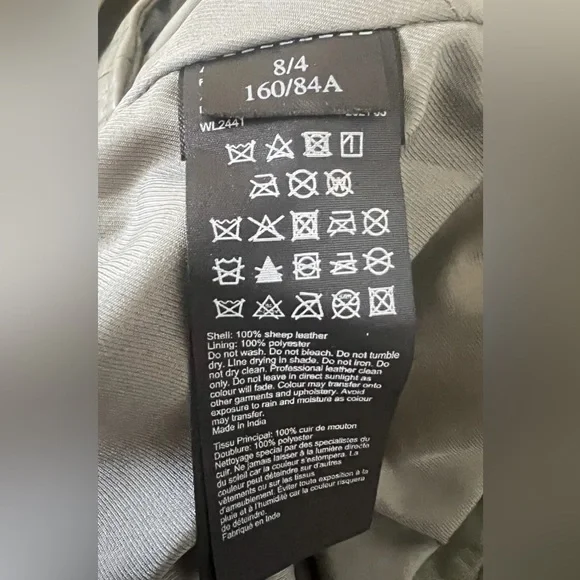 8/4
160/84A
WL2441
Shell: 100% sheep leather
Lining: 100% polyester
Do not wash. Do not bleach. Do not tumble
dry. Line drying in shade. Do not iron. Do
not dry clean. Professional leather clean
only. Do not leave in direct sunlight as
colour will fade. Colour may transfer onto
other garments and upholstery. Avoid
exposure to rain and moisture as colour
may transfer.
Made in India
Tissu Principal: 100% cuir de mouton
Doublure: 100% polyester
Nettoyage special par des specialistes du
cuir. Ne jamais laisser à la lumière directe
du soleil car la couleur s'estompera. La
couleur peut déteindre sur d'autres
vêtements ou sur les tissus
d'ameublement. Éviter toute exposition à la
pluie et à l'humidité car la couleur risquera
de déteindre.
Fabriqué en Inde